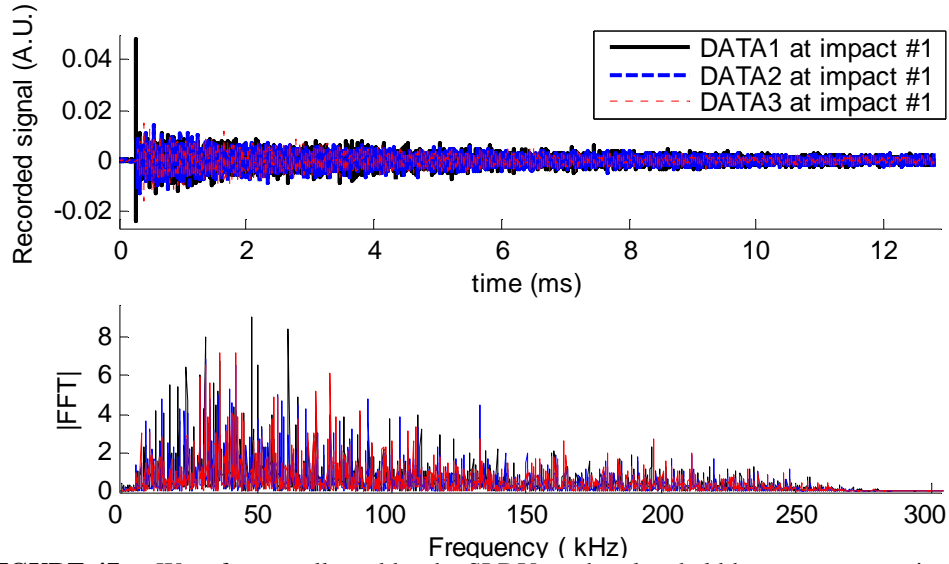 Recorded signal (A.U.)
0.04
0.02
0
-0.02
DATA1 at impact #1
DATA2 at impact #1
DATA3 at impact #1
0 2 4 6 8 10 12
time (ms)
|FFT|
8
6
4
2
0
0 50 100 150 200 250 300
Frequency ( kHz)